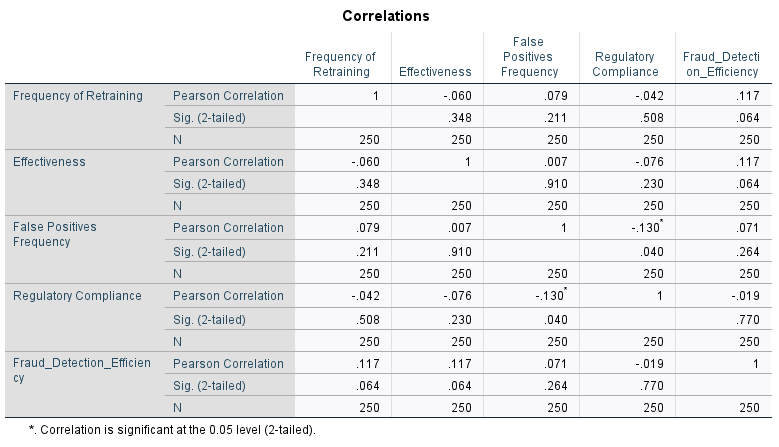 Correlations
Frequency of Retraining Effectiveness False Positives Frequency Regulatory Compliance Fraud_Detecti on_Efficiency
Frequency of Retraining Pearson Correlation 1 -.060 .079 -.042 .117
Sig. (2-tailed) .348 .211 .508 .064
N 250 250 250 250 250
Effectiveness Pearson Correlation -.060 1 .007 -.076 .117
Sig. (2-tailed) .348 .910 .230 .064
N 250 250 250 250 250
False Positives Frequency Pearson Correlation .079 .007 1 -.130* .071
Sig. (2-tailed) .211 .910 .040 .264
N 250 250 250 250 250
Regulatory Compliance Pearson Correlation -.042 -.076 -.130* 1 -.019
Sig. (2-tailed) .508 .230 .040 .770
N 250 250 250 250 250
Fraud_Detection_Efficien cy Pearson Correlation .117 .117 .071 -.019 1
Sig. (2-tailed) .064 .064 .264 .770
N 250 250 250 250 250
*. Correlation is significant at the 0.05 level (2-tailed).